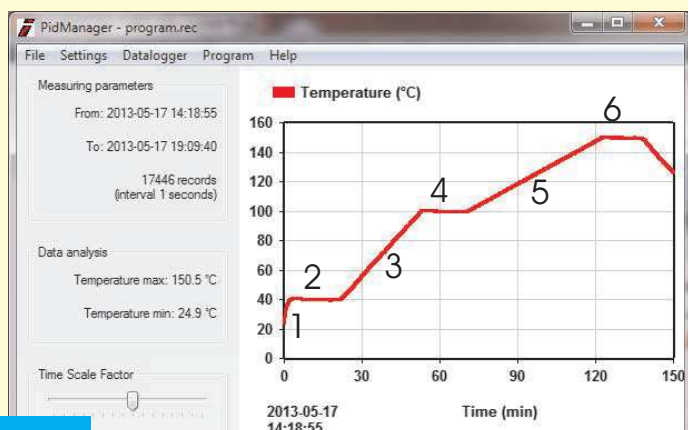 PidManager - program.rec
File Settings Datalogger Program Help
Measuring parameters
From: 2013-05-17 14:18:55
To: 2013-05-17 19:09:40
17446 records
(interval 1 seconds)
Data analysis
Temperature max: 150.5 °C
Temperature min: 24.9 °C
Time Scale Factor
Temperature (°C)
160
140
120
100
80
60
40
20
0
1
2
3
4
5
6
0 30 60 90 120 150
2013-05-17
14:18:55
Time (min)